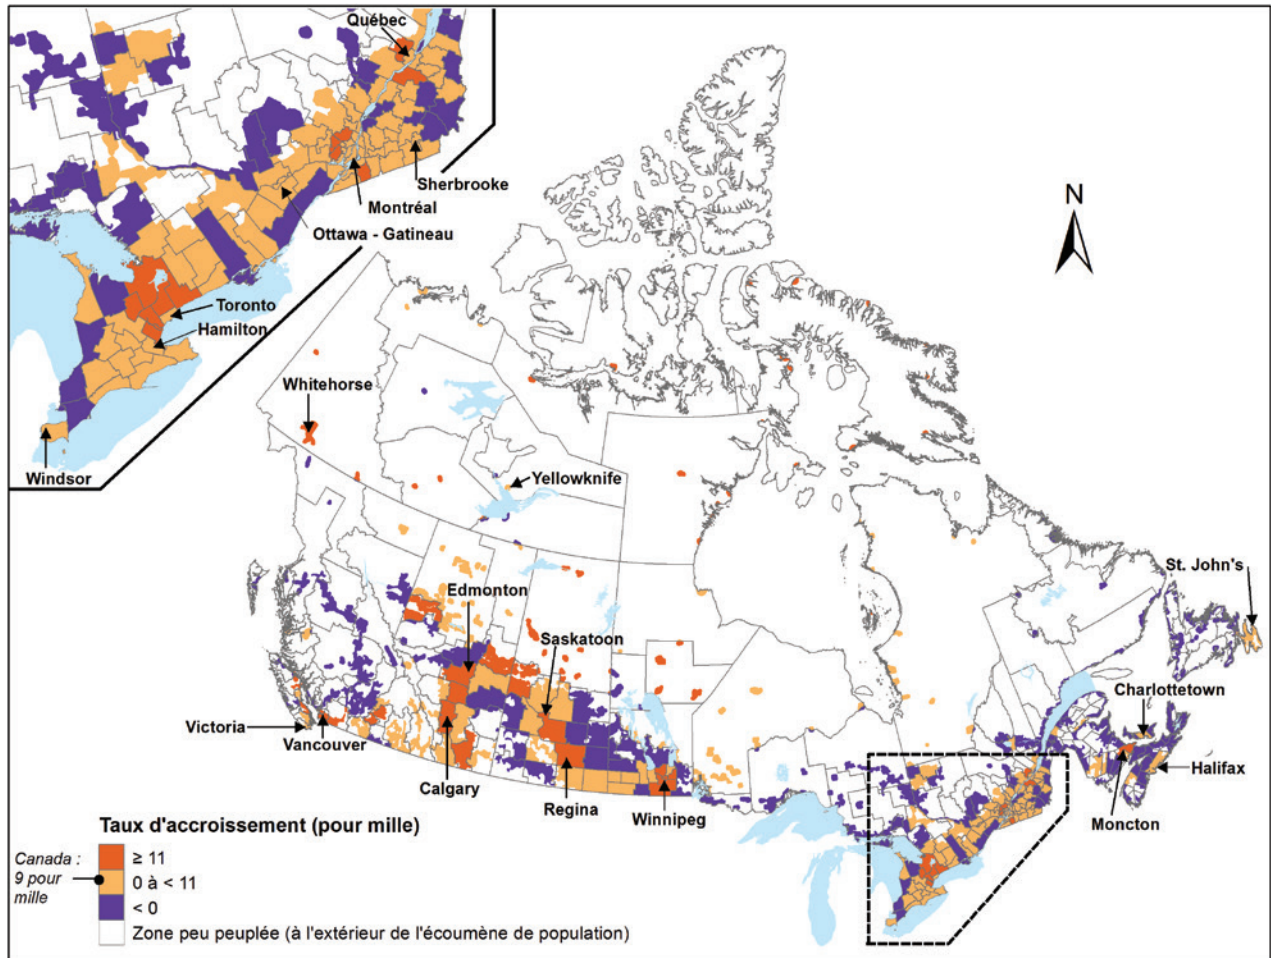 Québec
Sherbrooke
Montréal
Ottawa - Gatineau
Toronto
Hamilton
Windsor
N
Whitehorse
Yellowknife
Edmonton
Saskatoon
St. John's
Charlottetown
Victoria
Vancouver
Calgary
Regina
Winnipeg
Halifax
Moncton
Taux d'accroissement (pour mille)
Canada :
9 pour
mille
≥ 11
0 à < 11
< 0
Zone peu peuplée (à l'extérieur de l'écoumène de population)